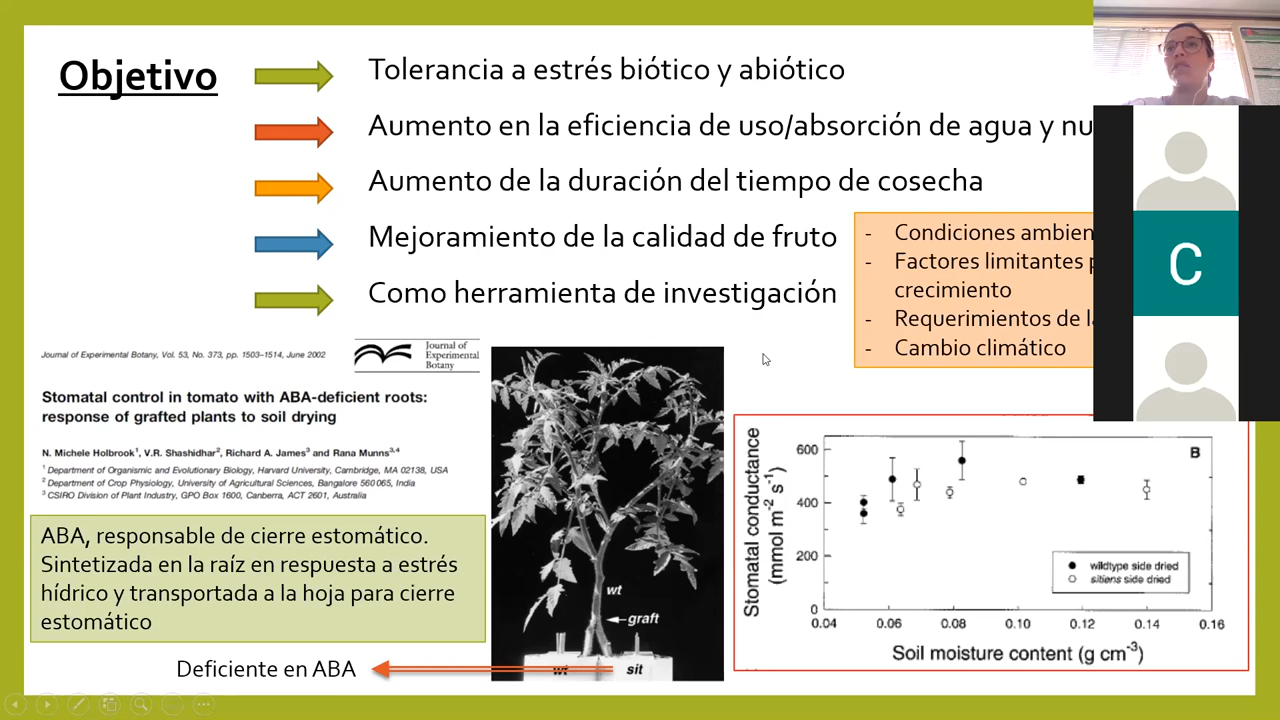 Objetivo
Tolerancia a estrés biótico y abiótico
Aumento en la eficiencia de uso/absorción de agua y nu
Aumento de la duración del tiempo de cosecha
Mejoramiento de la calidad de fruto
Como herramienta de investigación
- Condiciones ambien
- Factores limitantes p
crecimiento
- Requerimientos de la
- Cambio climático
C
Journal of Experimental Botany, Vol. 53, No. 373, pp. 1503–1514, June 2002
Journal of
Experimental
Botany
Stomatal control in tomato with ABA-deficient roots:
response of grafted plants to soil drying
N. Michele Holbrook1, V.R. Shashidhar2, Richard A. James3 and Rana Munns3,4
1 Department of Organismic and Evolutionary Biology, Harvard University, Cambridge, MA 02138, USA
2 Department of Crop Physiology, University of Agricultural Sciences, Bangalore 560 065, India
3 CSIRO Division of Plant Industry, GPO Box 1600, Canberra, ACT 2601, Australia
ABA, responsable de cierre estomático.
Sintetizada en la raíz en respuesta a estrés
hídrico y transportada a la hoja para cierre
estomático
Deficiente en ABA
wt
graft
wt
sit
Stomatal conductance
(mmol m-2 s-1)
600
400
200
0
B
wildtype side dried
sitiens side dried
0.04 0.06 0.08 0.10 0.12 0.14 0.16
Soil moisture content (g cm-3)